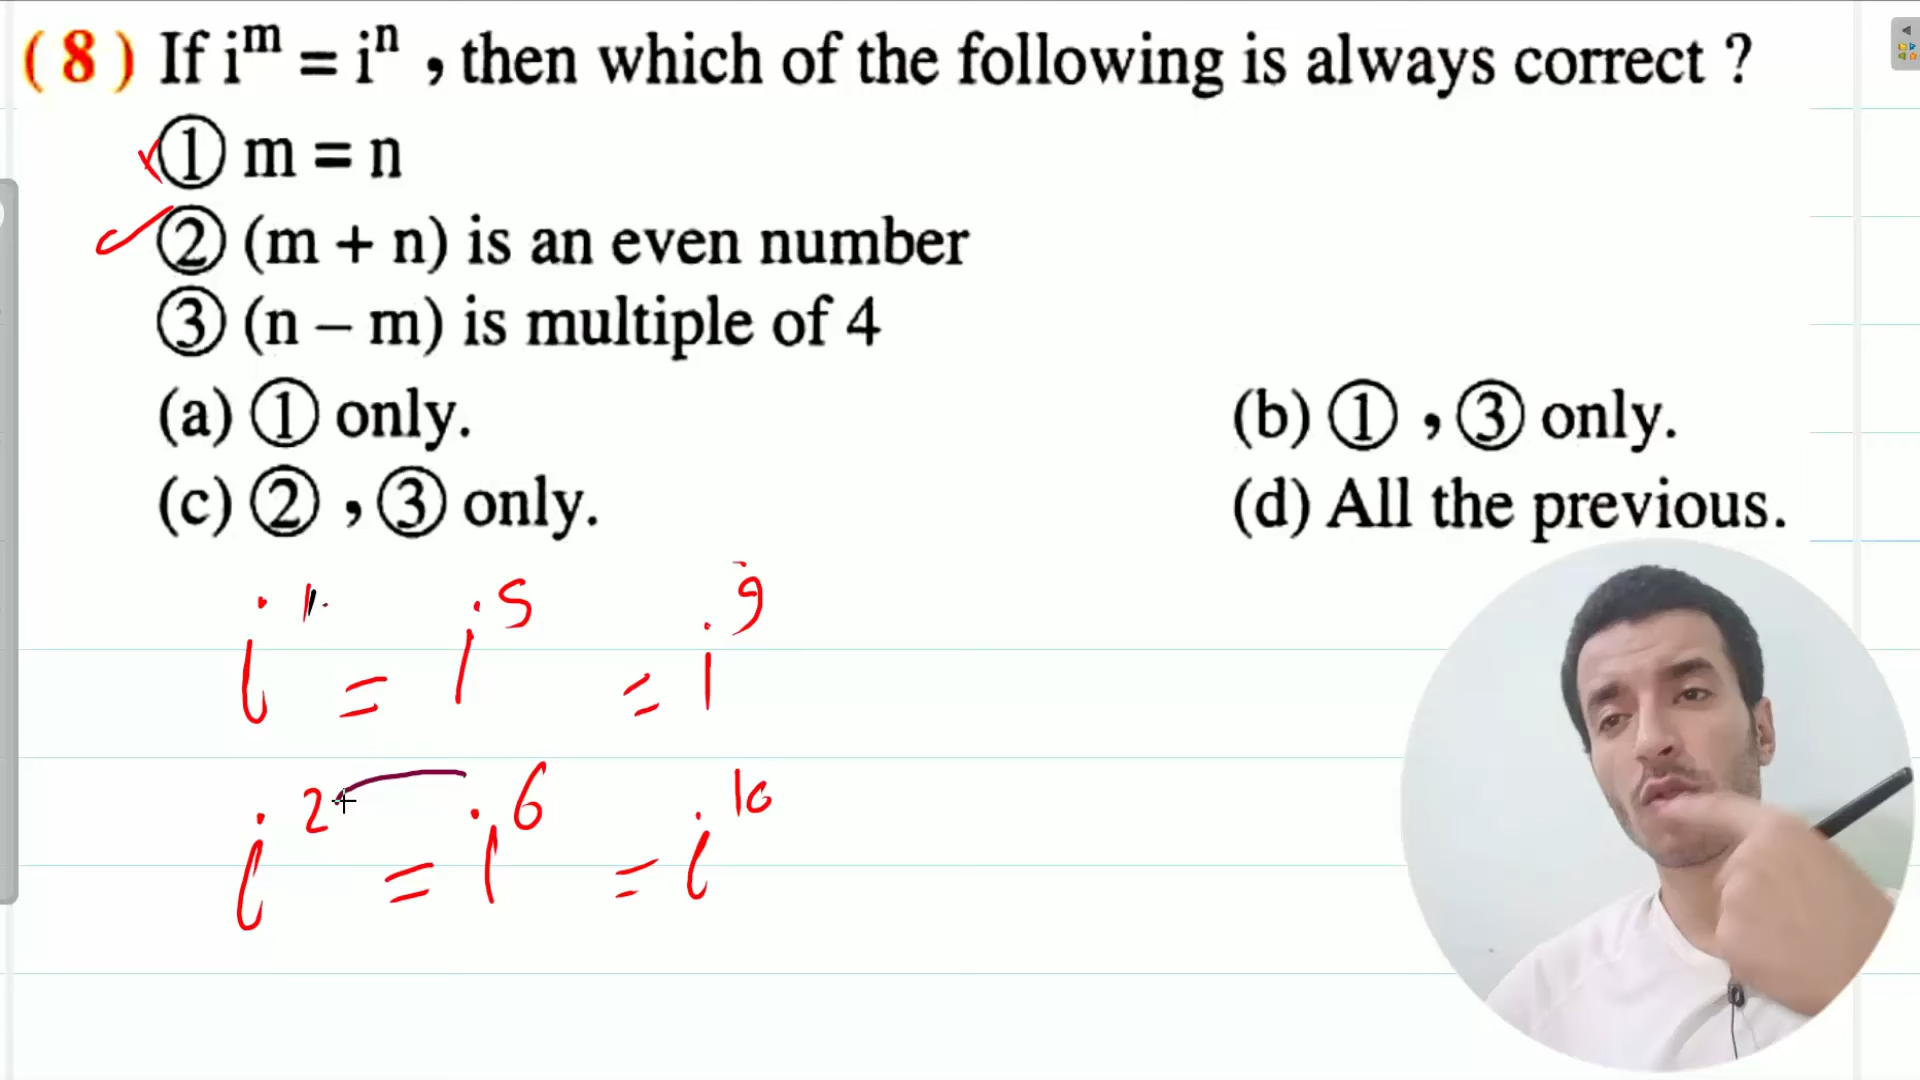 (8) If i^m = i^n , then which of the following is always correct ?
① m = n
② (m + n) is an even number
③ (n – m) is multiple of 4
(a) ① only.
(b) ① , ③ only.
(c) ② , ③ only.
(d) All the previous.
i^1 = i^5 = i^9
i^2 = i^6 = i^10